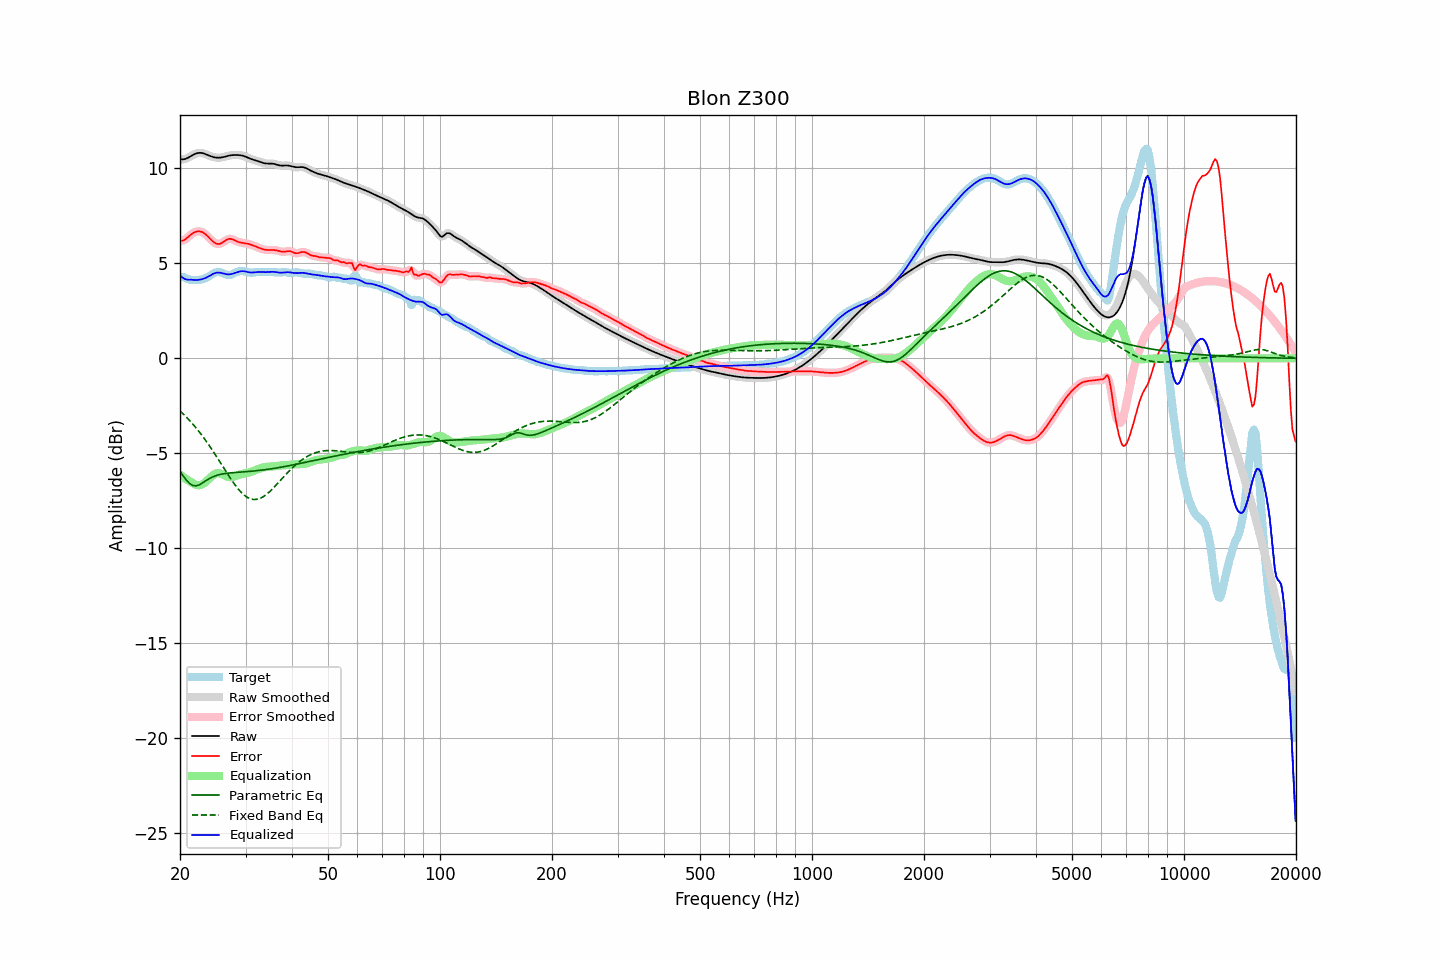 Blon Z300
Amplitude (dBr)
10
5
0
−5
−10
−15
−20
−25
Target
Raw Smoothed
Error Smoothed
Raw
Error
Equalization
Parametric Eq
Fixed Band Eq
Equalized
20 50 100 200 500 1000 2000 5000 10000 20000
Frequency (Hz)